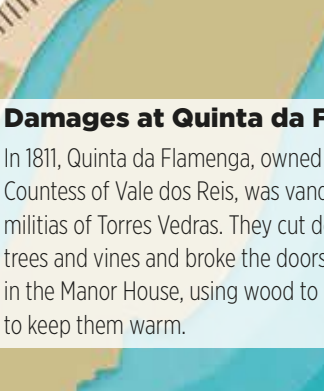 Damages at Quinta da F
In 1811, Quinta da Flamenga, owned
Countess of Vale dos Reis, was vand
militias of Torres Vedras. They cut d
trees and vines and broke the doors
in the Manor House, using wood to
to keep them warm.